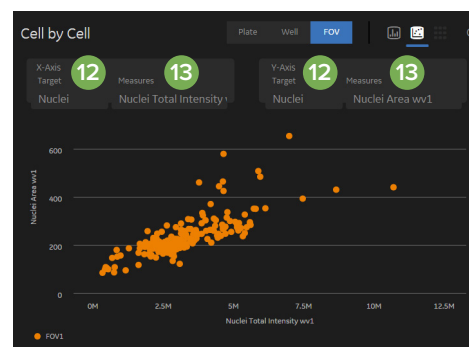 Cell by Cell
Plate Well FOV
X-Axis
Target 12 Measures 13
Nuclei Nuclei Total Intensity
Y-Axis
Target 12 Measures 13
Nuclei Nuclei Area wv1
Nuclei Area wv1
600
400
200
0
0M 2.5M 5M 7.5M 10M 12.5M
Nuclei Total Intensity wv1
FOV1